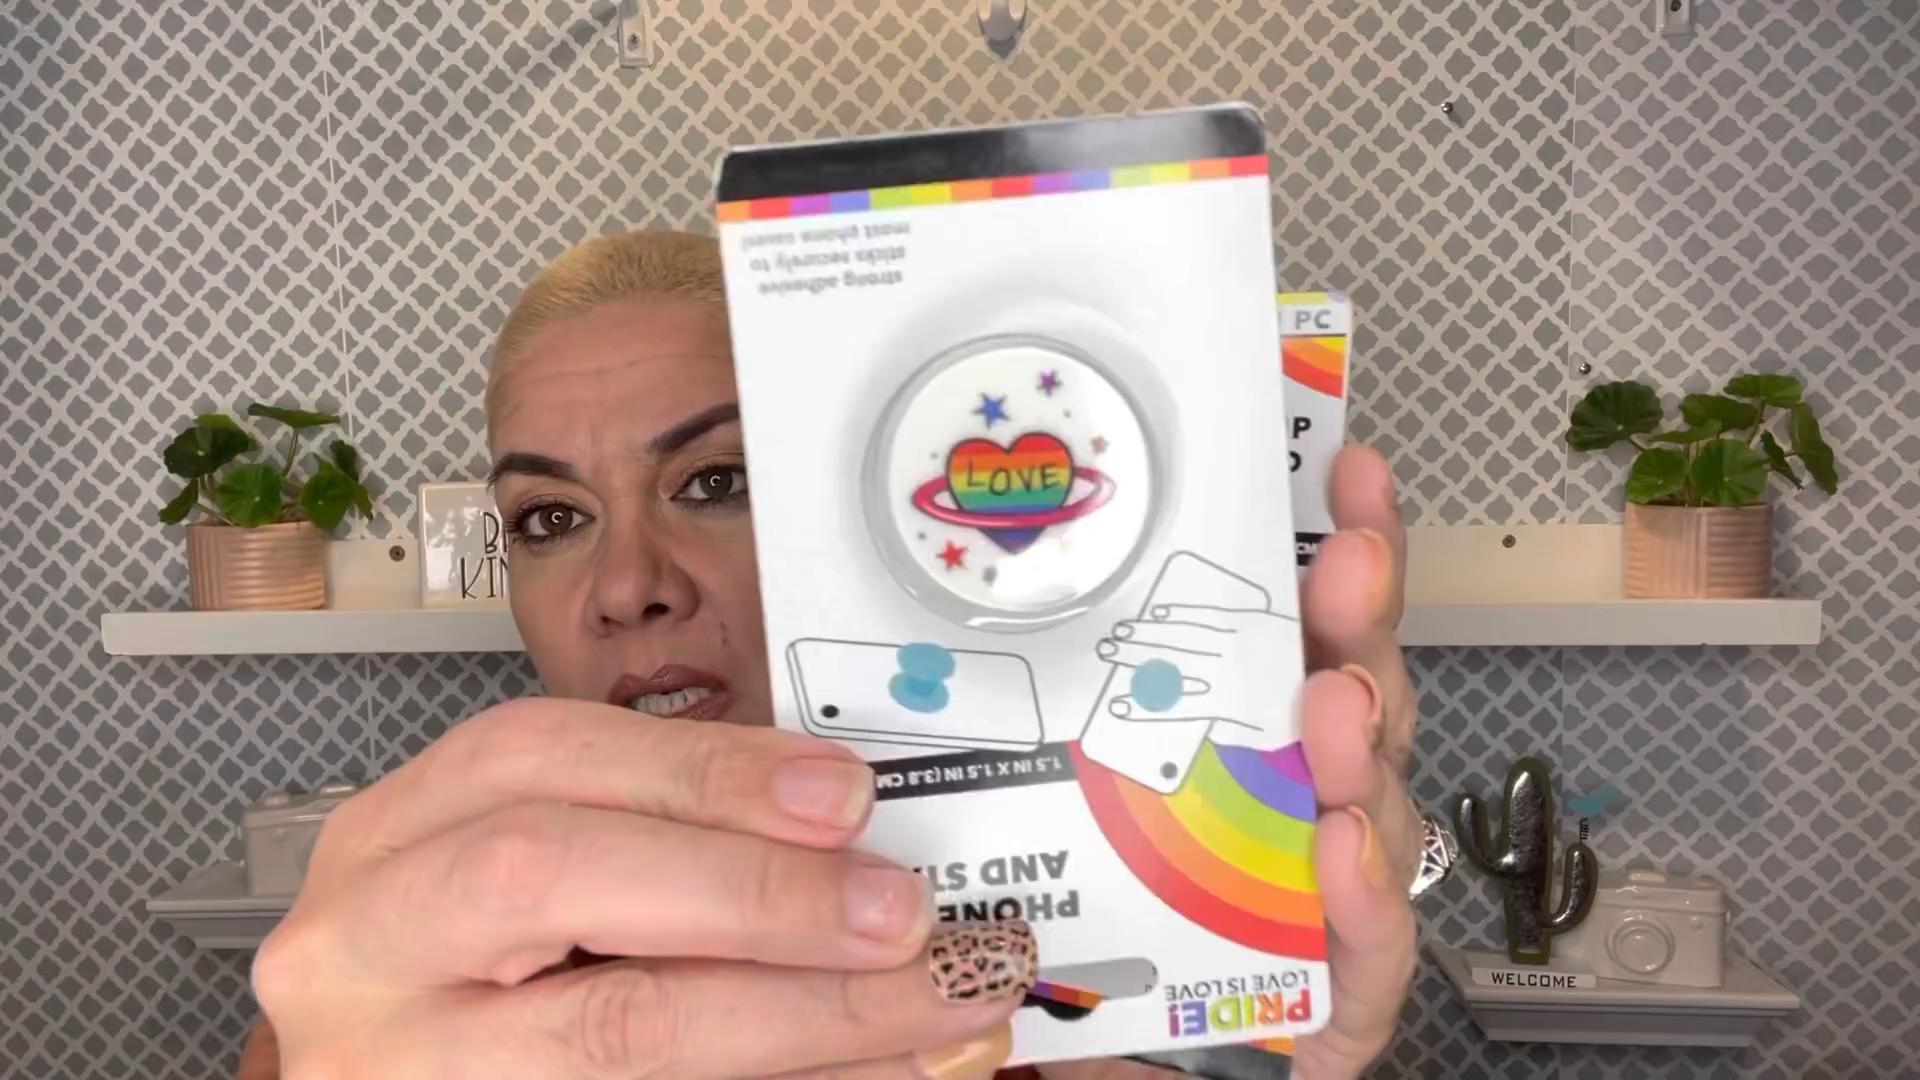 strong adhesive
sticks securely to
most phone cases!
LOVE
1.5 IN X 1.5 IN (3.8 CM
PHONE
AND
PRIDE!
LOVE IS LOVE
PC
CM
WELCOME